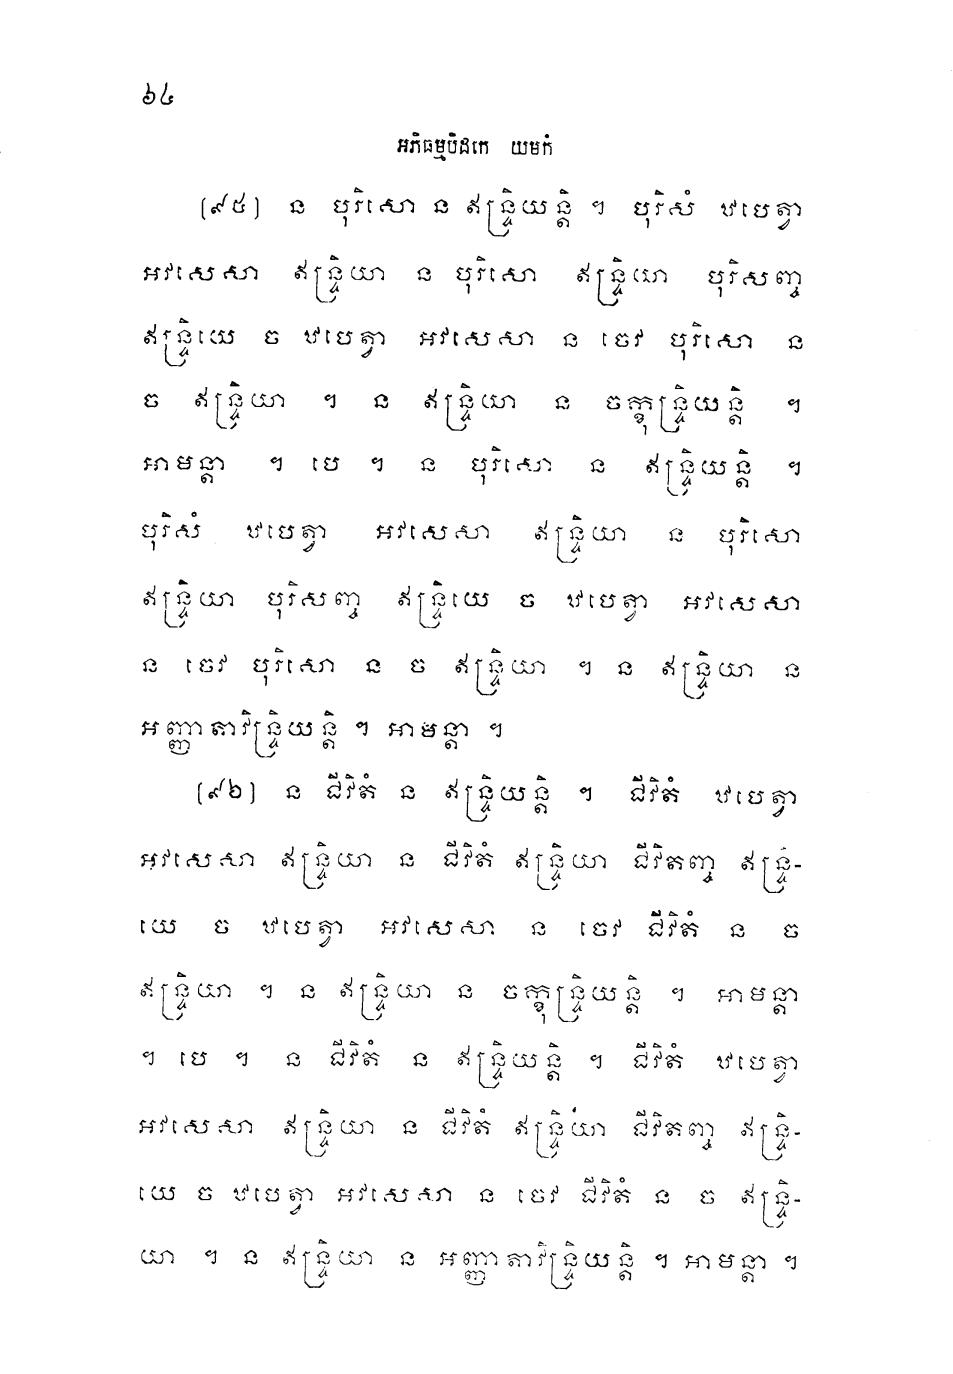 ៦៤
អភិធម្មបិដកេ យមកំ
(៩៥) ន បុរិសោ ន ឥន្ទ្រិយន្តិ ។ បុរិសំ ឋបេត្វា
អវសេសា ឥន្ទ្រិយា ន បុរិសោ ឥន្ទ្រិយា បុរិសញ្ច
ឥន្ទ្រិយេ ច ឋបេត្វា អវសេសា ន ចេវ បុរិសោ ន
ច ឥន្ទ្រិយា ។ ន ឥន្ទ្រិយា ន ចក្ខុន្ទ្រិយន្តិ ។
អាមន្តា ។ បេ ។ ន បុរិសោ ន ឥន្ទ្រិយន្តិ ។
បុរិសំ ឋបេត្វា អវសេសា ឥន្ទ្រិយា ន បុរិសោ
ឥន្ទ្រិយា បុរិសញ្ច ឥន្ទ្រិយេ ច ឋបេត្វា អវសេសា
ន ចេវ បុរិសោ ន ច ឥន្ទ្រិយា ។ ន ឥន្ទ្រិយា ន
អញ្ញាតាវិន្ទ្រិយន្តិ ។ អាមន្តា ។
(៩៦) ន ជីវិតំ ន ឥន្ទ្រិយន្តិ ។ ជីវិតំ ឋបេត្វា
អវសេសា ឥន្ទ្រិយា ន ជីវិតំ ឥន្ទ្រិយា ជីវិតញ្ច ឥន្ទ្រិ-
យេ ច ឋបេត្វា អវសេសា ន ចេវ ជីវិតំ ន ច
ឥន្ទ្រិយា ។ ន ឥន្ទ្រិយា ន ចក្ខុន្ទ្រិយន្តិ ។ អាមន្តា
។ បេ ។ ន ជីវិតំ ន ឥន្ទ្រិយន្តិ ។ ជីវិតំ ឋបេត្វា
អវសេសា ឥន្ទ្រិយា ន ជីវិតំ ឥន្ទ្រិយា ជីវិតញ្ច ឥន្ទ្រិ-
យេ ច ឋបេត្វា អវសេសា ន ចេវ ជីវិតំ ន ច ឥន្ទ្រិ-
យា ។ ន ឥន្ទ្រិយា ន អញ្ញាតាវិន្ទ្រិយន្តិ ។ អាមន្តា ។